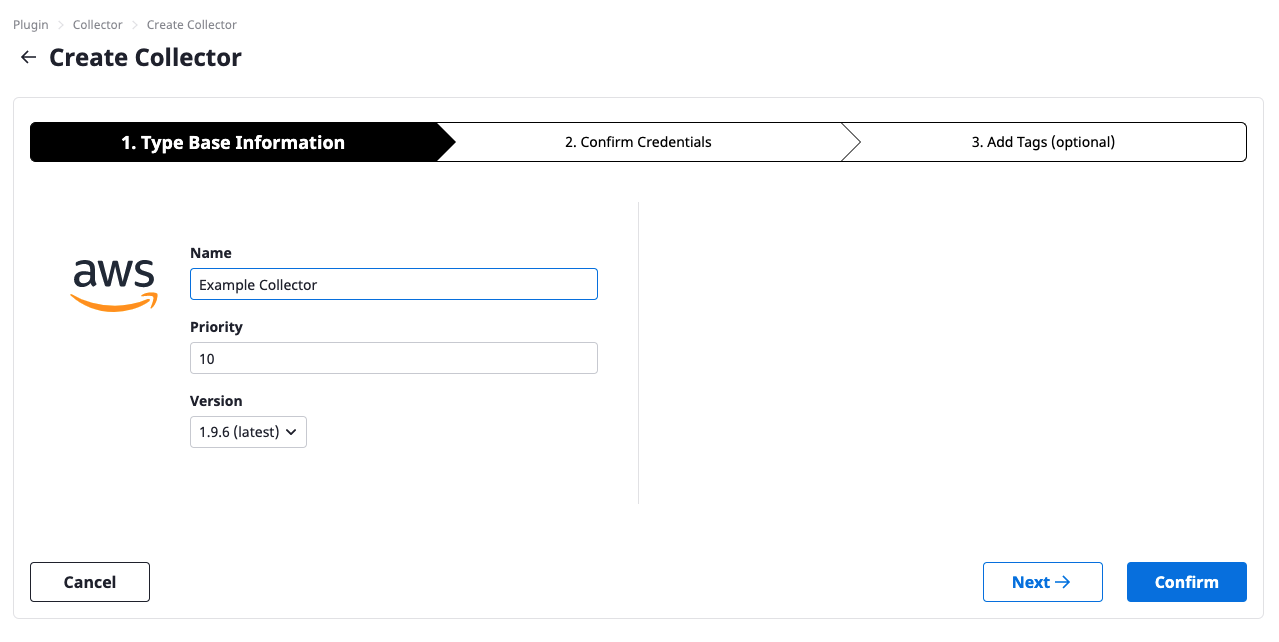 Plugin > Collector > Create Collector
← Create Collector
1. Type Base Information
2. Confirm Credentials
3. Add Tags (optional)
aws
Name
Example Collector
Priority
10
Version
1.9.6 (latest)
Cancel
Next →
Confirm